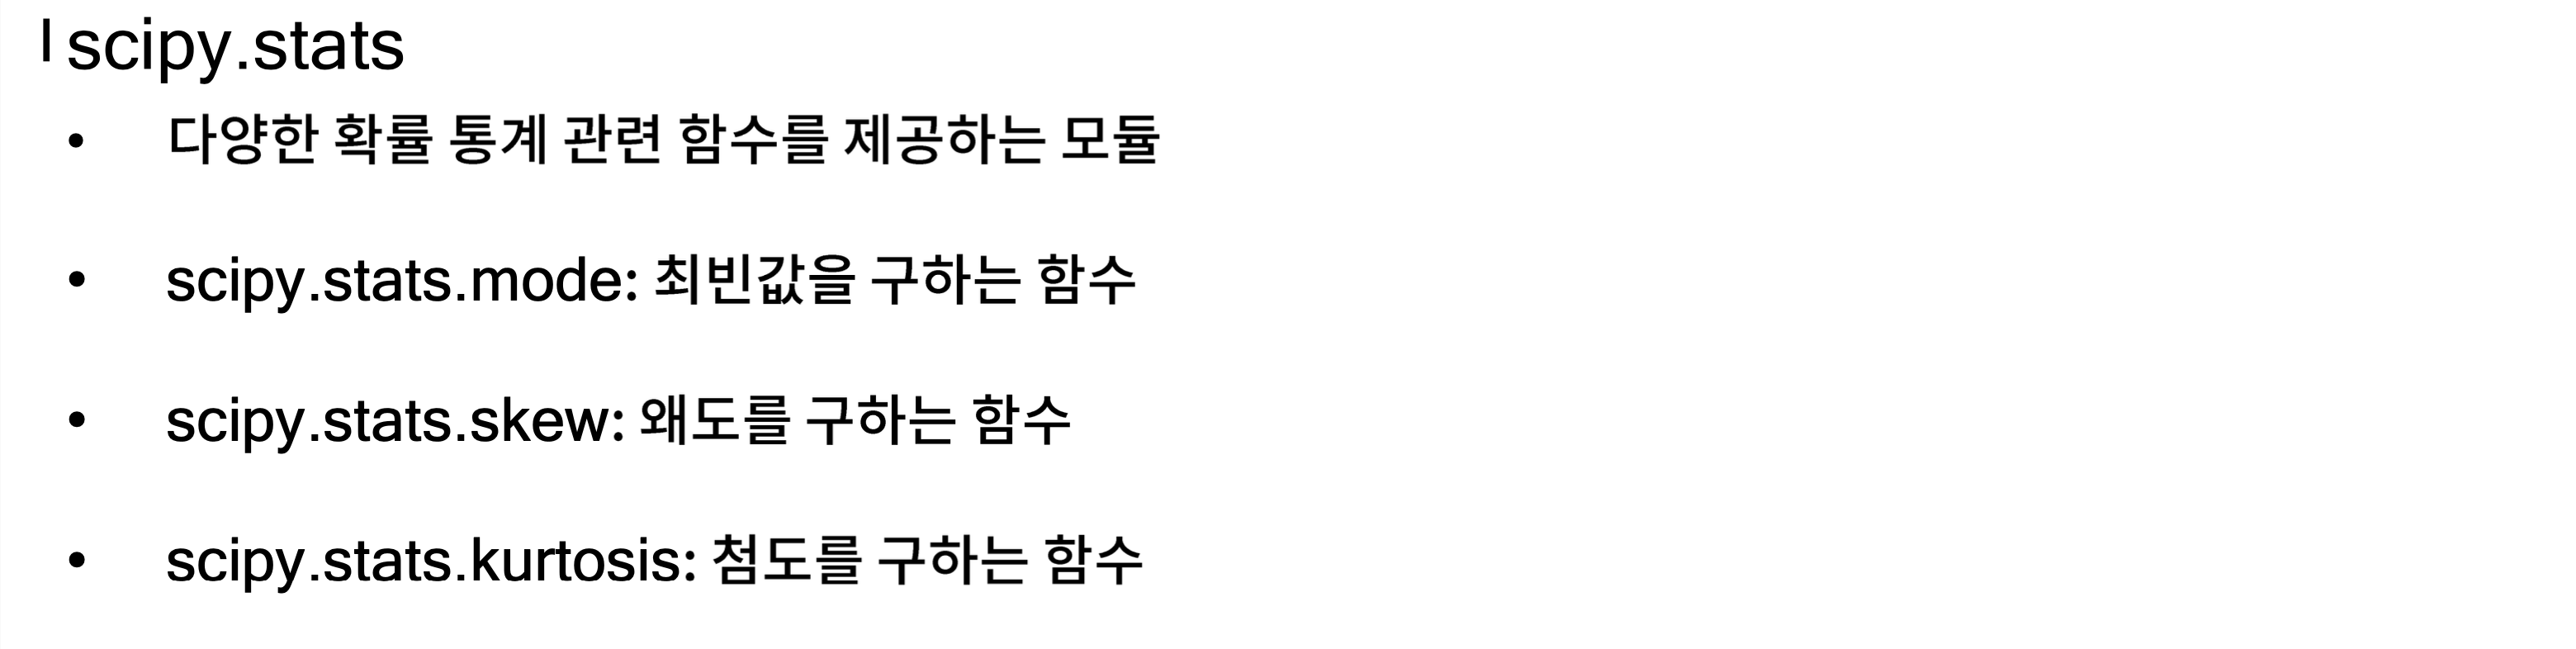 scipy.stats
• 다양한 확률 통계 관련 함수를 제공하는 모듈
• scipy.stats.mode: 최빈값을 구하는 함수
• scipy.stats.skew: 왜도를 구하는 함수
• scipy.stats.kurtosis: 첨도를 구하는 함수